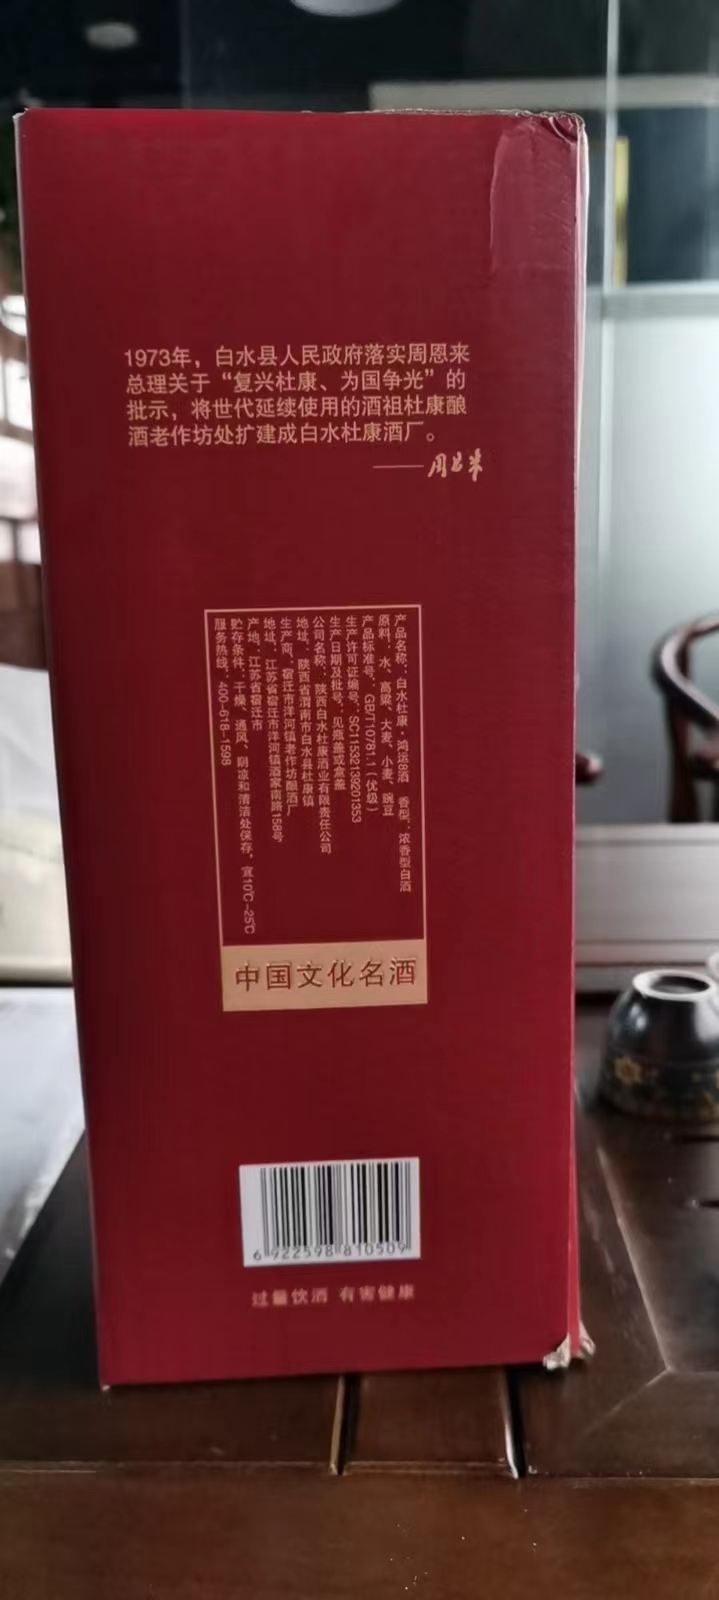 1973年，白水县人民政府落实周恩来
总理关于“复兴杜康、为国争光”的
批示，将世代延续使用的酒祖杜康酿
酒老作坊处扩建成白水杜康酒厂。
——周恩来
产品名称：白水杜康·鸿运8酒 香型：浓香型白酒
原料：水、高粱、大麦、小麦、豌豆
产品标准号：GB/T10781.1（优级）
生产许可证编号：SC11532139201353
生产日期及批号：见瓶盖或盒盖
公司名称：陕西白水杜康酒业有限责任公司
地址：陕西省渭南市白水县杜康镇
生产商：宿迁市洋河镇老作坊酿酒厂
地址：江苏省宿迁市洋河镇酒家南路158号
产地：江苏省宿迁市
贮存条件：干燥、通风、阴凉和清洁处保存，宜10℃-25℃
服务热线：400-618-1598
中国文化名酒
6 922598 810509
过量饮酒 有害健康